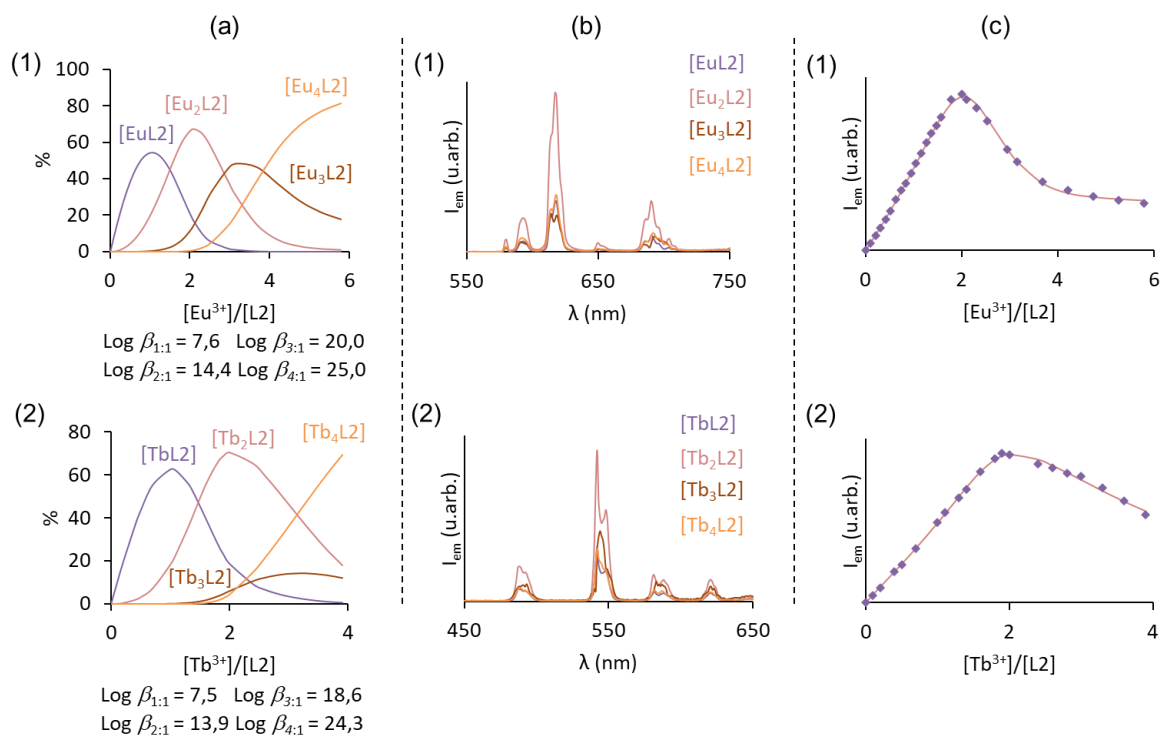 (a)
(b)
(c)
(1)
100
80
60
40
20
0
%
[EuL2]
[Eu₂L2]
[Eu₄L2]
[Eu₃L2]
0 2 4 6
[Eu³⁺]/[L2]
Log β₁:₁ = 7,6 Log β₃:₁ = 20,0
Log β₂:₁ = 14,4 Log β₄:₁ = 25,0
(1)
[EuL2]
[Eu₂L2]
[Eu₃L2]
[Eu₄L2]
Iem (u.arb.)
550 650 750
λ (nm)
(1)
Iem (u.arb.)
0 2 4 6
[Eu³⁺]/[L2]
(2)
80
60
40
20
0
%
[TbL2]
[Tb₂L2]
[Tb₄L2]
[Tb₃L2]
0 2 4
[Tb³⁺]/[L2]
Log β₁:₁ = 7,5 Log β₃:₁ = 18,6
Log β₂:₁ = 13,9 Log β₄:₁ = 24,3
(2)
[TbL2]
[Tb₂L2]
[Tb₃L2]
[Tb₄L2]
Iem (u.arb.)
450 550 650
λ (nm)
(2)
Iem (u.arb.)
0 2 4
[Tb³⁺]/[L2]